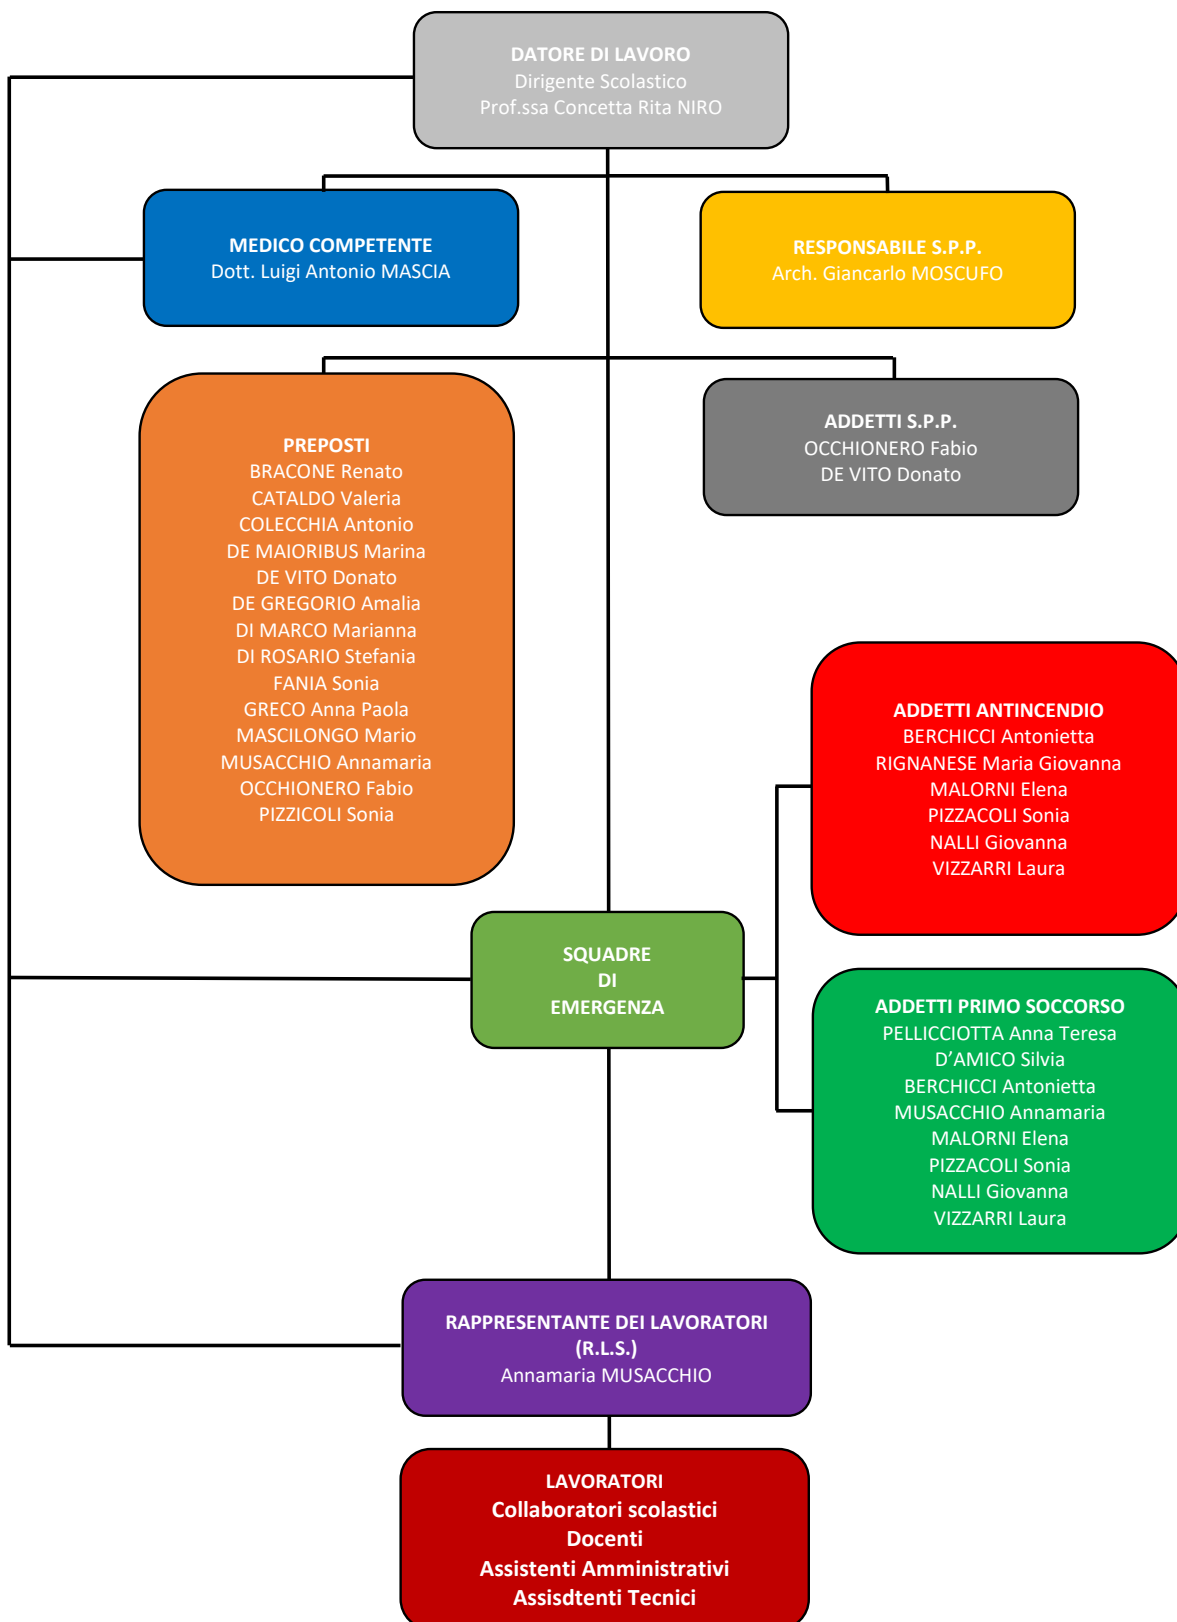 DATORE DI LAVORO
Dirigente Scolastico
Prof.ssa Concetta Rita NIRO
MEDICO COMPETENTE
Dott. Luigi Antonio MASCIA
RESPONSABILE S.P.P.
Arch. Giancarlo MOSCUFO
PREPOSTI
BRACONE Renato
CATALDO Valeria
COLECCHIA Antonio
DE MAIORIBUS Marina
DE VITO Donato
DE GREGORIO Amalia
DI MARCO Marianna
DI ROSARIO Stefania
FANIA Sonia
GRECO Anna Paola
MASCILONGO Mario
MUSACCHIO Annamaria
OCCHIONERO Fabio
PIZZICOLI Sonia
ADDETTI S.P.P.
OCCHIONERO Fabio
DE VITO Donato
ADDETTI ANTINCENDIO
BERCHICCI Antonietta
RIGNANESE Maria Giovanna
MALORNI Elena
PIZZACOLI Sonia
NALLI Giovanna
VIZZARRI Laura
SQUADRE
DI
EMERGENZA
ADDETTI PRIMO SOCCORSO
PELLICCIOTTA Anna Teresa
D’AMICO Silvia
BERCHICCI Antonietta
MUSACCHIO Annamaria
MALORNI Elena
PIZZACOLI Sonia
NALLI Giovanna
VIZZARRI Laura
RAPPRESENTANTE DEI LAVORATORI
(R.L.S.)
Annamaria MUSACCHIO
LAVORATORI
Collaboratori scolastici
Docenti
Assistenti Amministrativi
Assisdtenti Tecnici